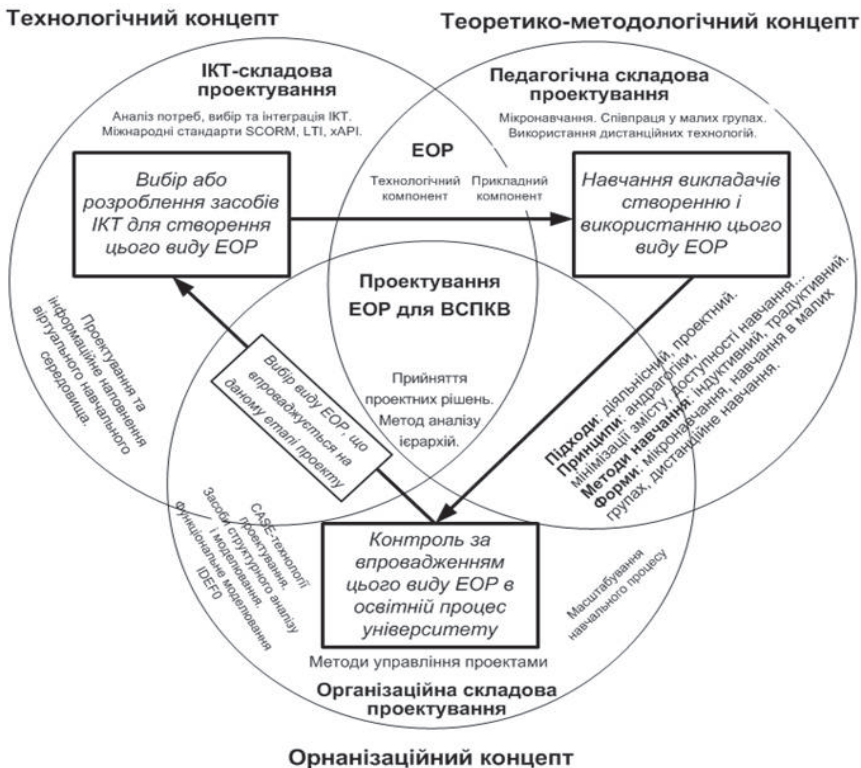 Технологічний концепт
Теоретико-методологічний концепт
ІКТ-складова
проектування
Аналіз потреб, вибір та інтеграція ІКТ.
Міжнародні стандарти SCORM, LTI, xAPI.
Педагогічна складова
проектування
Мікронавчання. Співпраця у малих групах.
Використання дистанційних технологій.
ЕОР
Технологічний
компонент
Прикладний
компонент
Вибір або
розроблення засобів
ІКТ для створення
цього виду ЕОР
Навчання викладачів
створенню і
використанню цього
виду ЕОР
Проектування
ЕОР для ВСПКВ
Проектування та
інформаційне наповнення
віртуального навчального
середовища.
Вибір виду ЕОР, що
впроваджується на
даному етапі проекту
Прийняття
проектних рішень.
Метод аналізу
ієрархій.
Підходи: діяльнісний, проектний.
Принципи: андрагогіки,
мінімізації змісту, доступності навчання...
Методи навчання: індуктивний, традуктивний.
Форми: мікронавчання, навчання в малих
групах, дистанційне навчання.
CASE-технології
проектування.
Засоби структурного аналізу
і моделювання.
Функціональне моделювання
IDEF0
Контроль за
впровадженням
цього виду ЕОР в
освітній процес
університету
Масштабування
навчального процесу
Методи управління проектами
Організаційна складова
проектування
Орнанізаційний концепт